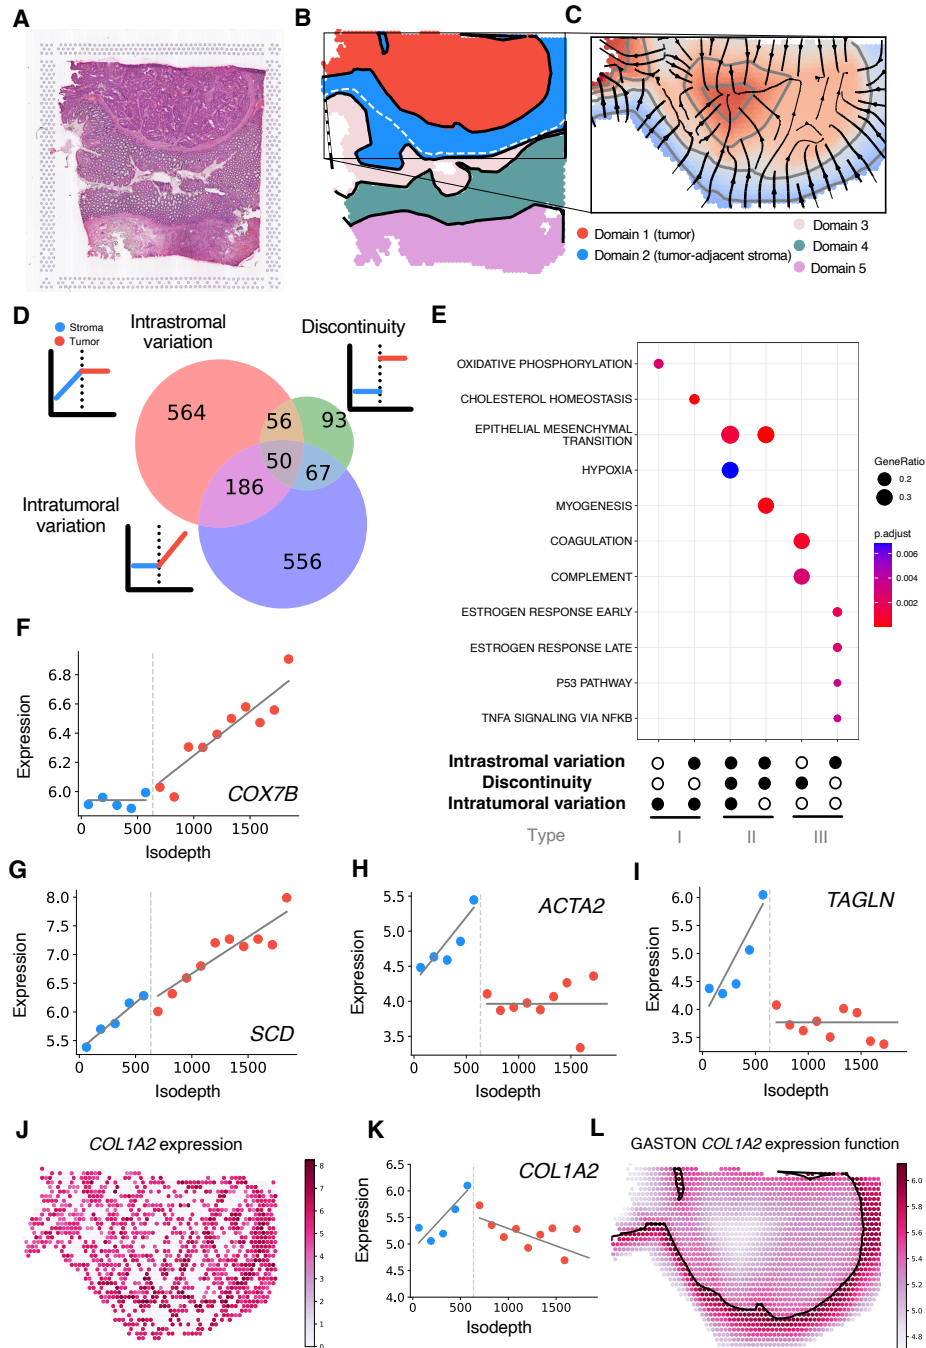 A
B
C
Domain 1 (tumor)
Domain 2 (tumor-adjacent stroma)
Domain 3
Domain 4
Domain 5
D
Stroma
Tumor
Intrastromal
variation
Discontinuity
Intratumoral
variation
564
56
93
50
67
186
556
E
OXIDATIVE PHOSPHORYLATION
CHOLESTEROL HOMEOSTASIS
EPITHELIAL MESENCHYMAL
TRANSITION
HYPOXIA
MYOGENESIS
COAGULATION
COMPLEMENT
ESTROGEN RESPONSE EARLY
ESTROGEN RESPONSE LATE
P53 PATHWAY
TNFA SIGNALING VIA NFKB
GeneRatio
0.2
0.3
p.adjust
0.006
0.004
0.002
Intrastromal variation
Discontinuity
Intratumoral variation
Type
I
II
III
F
Expression
6.8
6.6
6.4
6.2
6.0
COX7B
0
500
1000
1500
Isodepth
G
Expression
8.0
7.5
7.0
6.5
6.0
5.5
SCD
0
500
1000
1500
Isodepth
H
Expression
5.5
5.0
4.5
4.0
3.5
ACTA2
0
500
1000
1500
Isodepth
I
Expression
6.0
5.5
5.0
4.5
4.0
3.5
TAGLN
0
500
1000
1500
Isodepth
J
COL1A2 expression
8
7
6
5
4
3
2
1
0
K
Expression
6.5
6.0
5.5
5.0
4.5
4.0
COL1A2
0
500
1000
1500
Isodepth
L
GASTON COL1A2 expression function
6.0
5.8
5.6
5.4
5.2
5.0
4.8